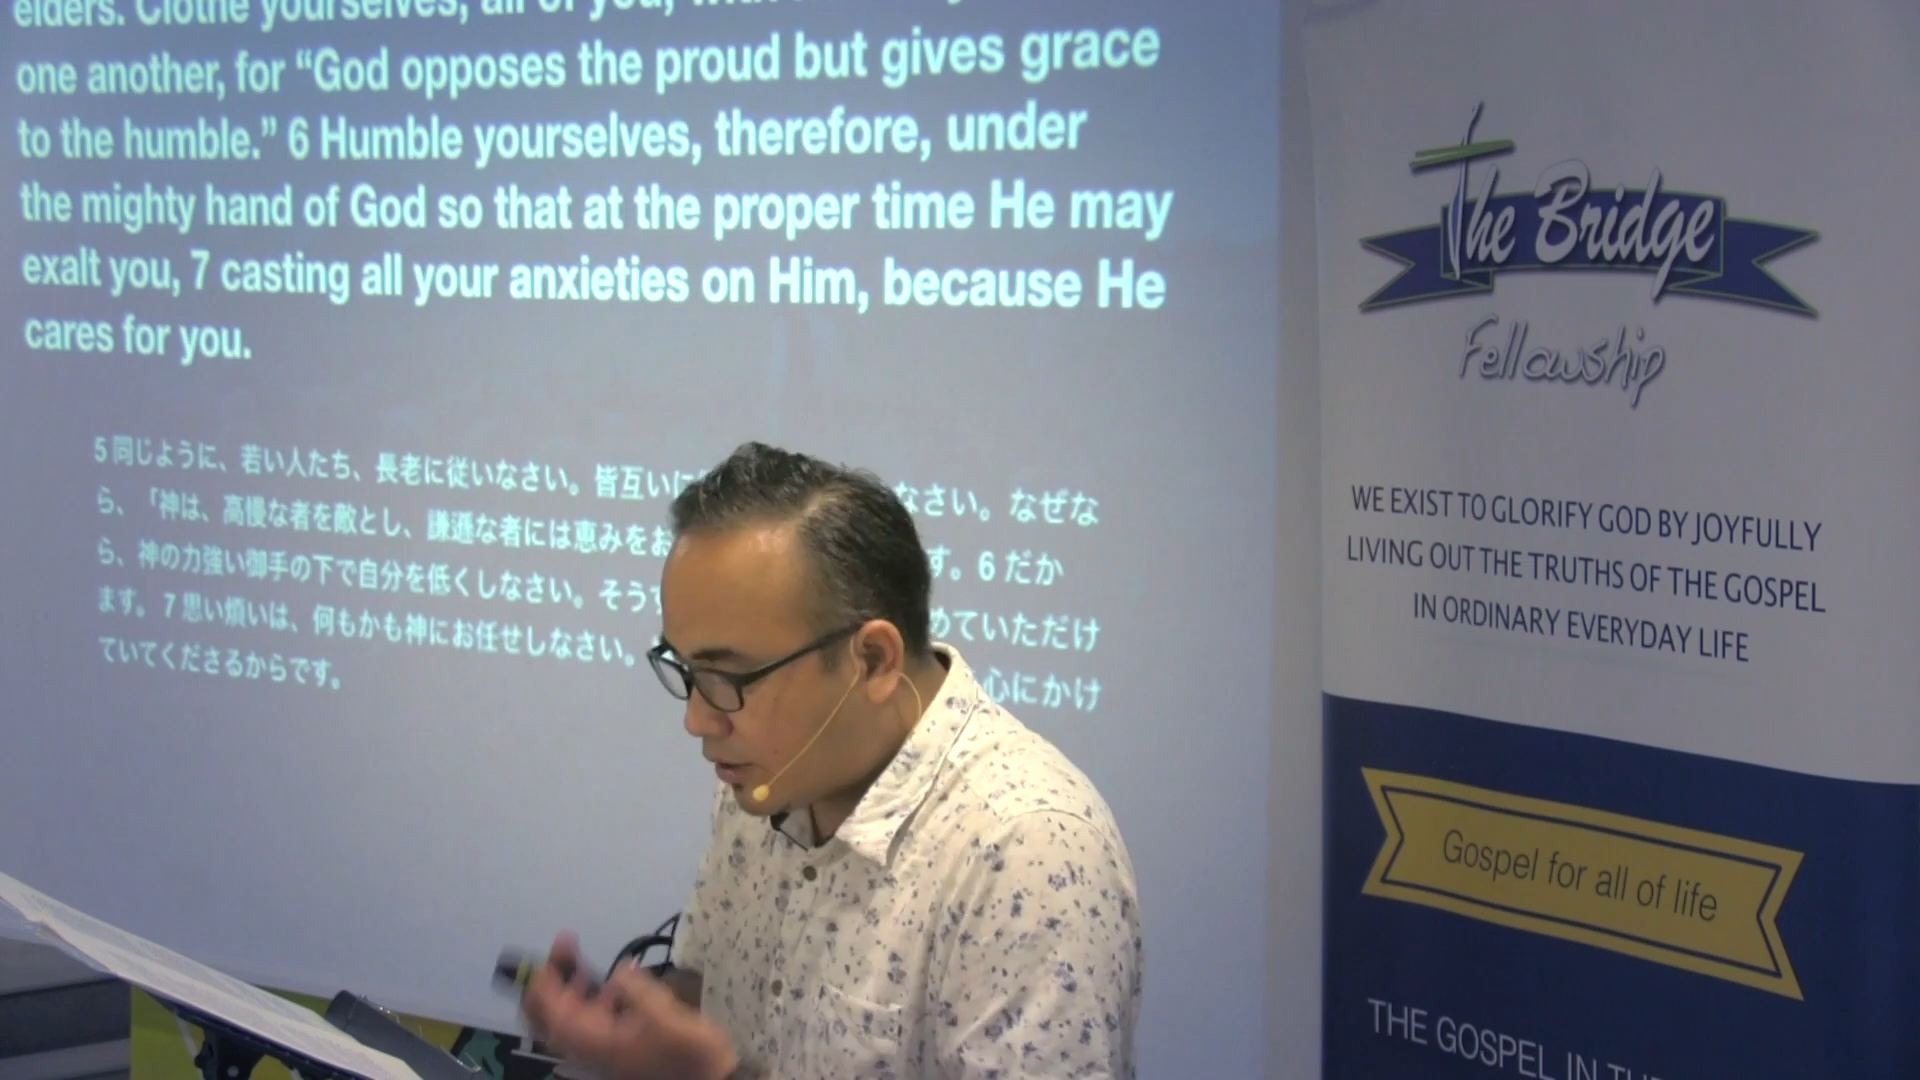 elders. Clothe yourselves, all of you, with
one another, for “God opposes the proud but gives grace
to the humble.” 6 Humble yourselves, therefore, under
the mighty hand of God so that at the proper time He may
exalt you, 7 casting all your anxieties on Him, because He
cares for you.
5 同じように、若い人たち、長老に従いなさい。皆互いに なさい。なぜな
ら、「神は、高慢な者を敵とし、謙遜な者には恵みをお す。6 だか
ら、神の力強い御手の下で自分を低くしなさい。そうす めていただけ
ます。7 思い煩いは、何もかも神にお任せしなさい。 心にかけ
ていてくださるからです。
The Bridge
Fellowship
WE EXIST TO GLORIFY GOD BY JOYFULLY
LIVING OUT THE TRUTHS OF THE GOSPEL
IN ORDINARY EVERYDAY LIFE
Gospel for all of life
THE GOSPEL IN